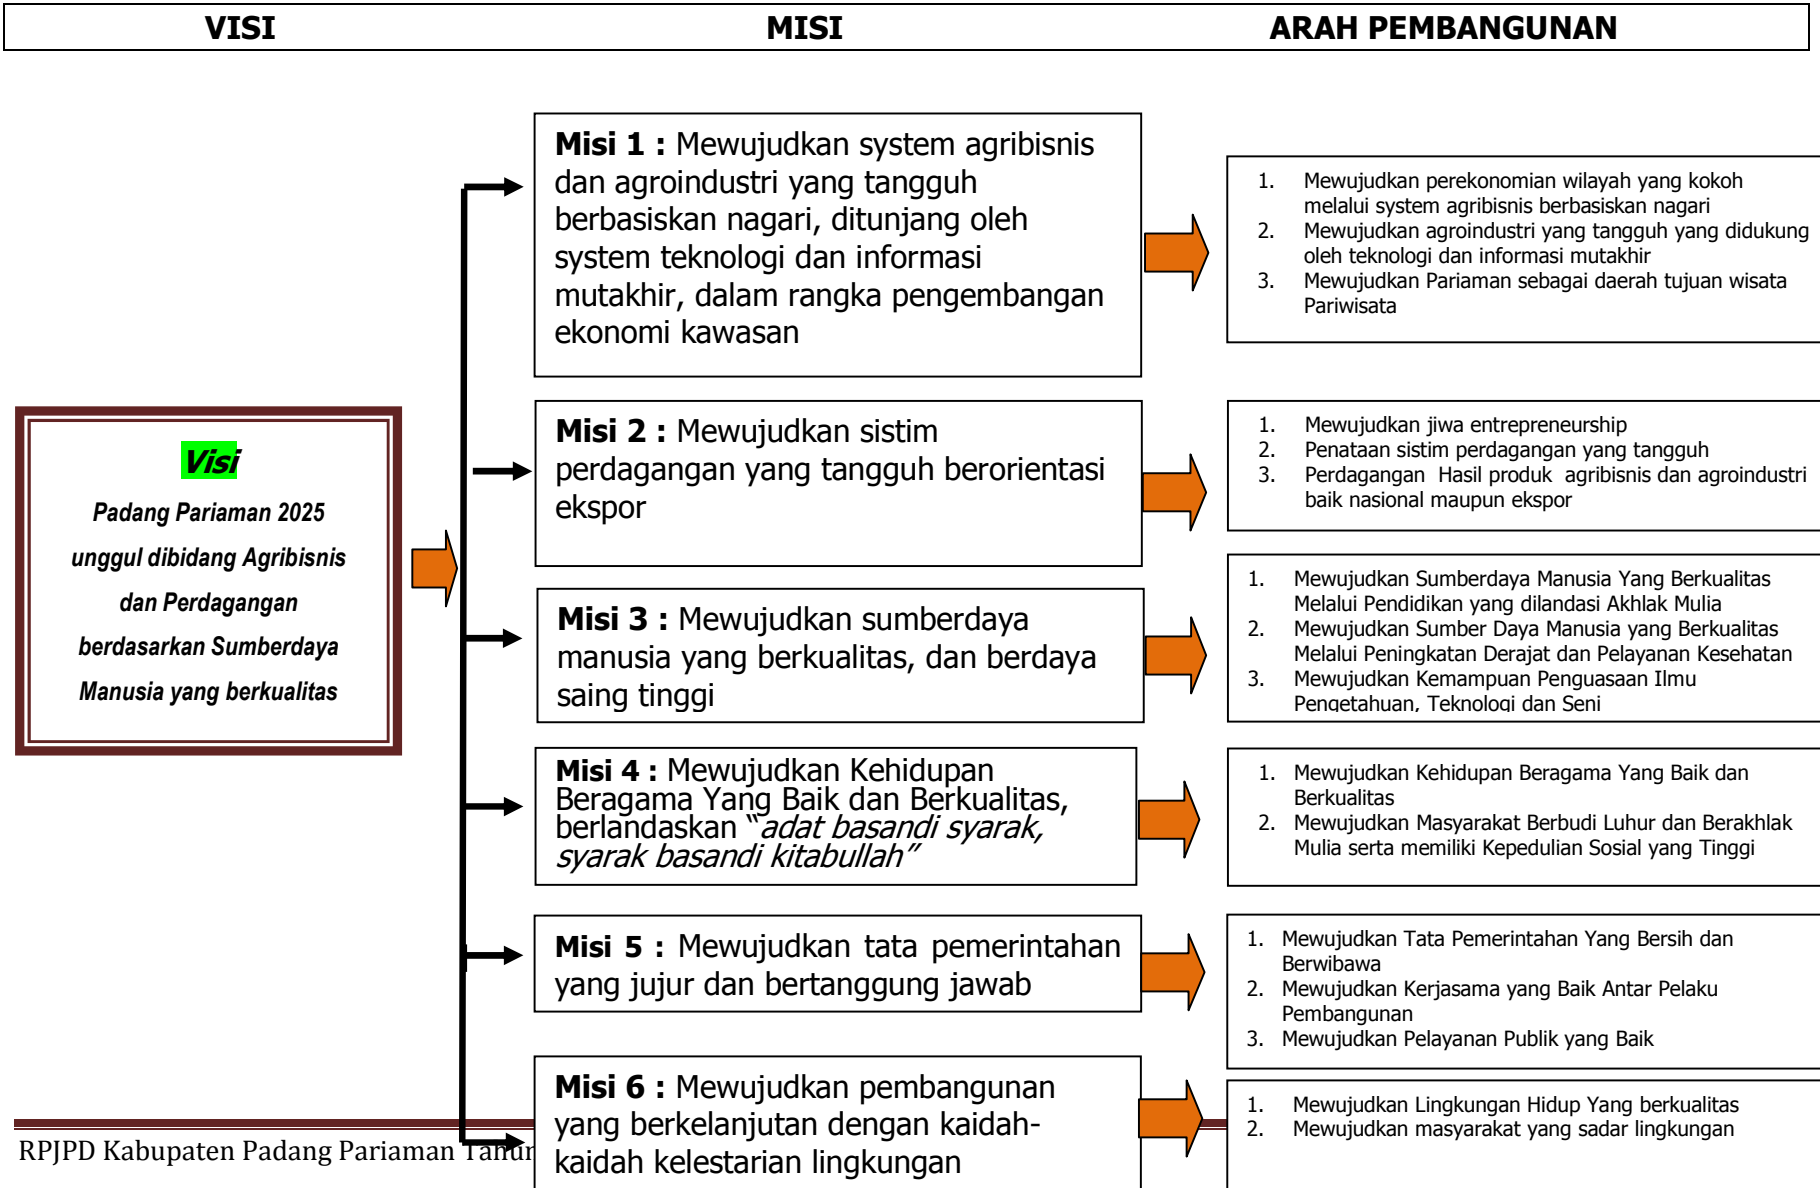 VISI MISI ARAH PEMBANGUNAN
Visi
Padang Pariaman 2025
unggul dibidang Agribisnis
dan Perdagangan
berdasarkan Sumberdaya
Manusia yang berkualitas
Misi 1 : Mewujudkan system agribisnis
dan agroindustri yang tangguh
berbasiskan nagari, ditunjang oleh
system teknologi dan informasi
mutakhir, dalam rangka pengembangan
ekonomi kawasan
1. Mewujudkan perekonomian wilayah yang kokoh
melalui system agribisnis berbasiskan nagari
2. Mewujudkan agroindustri yang tangguh yang didukung
oleh teknologi dan informasi mutakhir
3. Mewujudkan Pariaman sebagai daerah tujuan wisata
Pariwisata
Misi 2 : Mewujudkan sistim
perdagangan yang tangguh berorientasi
ekspor
1. Mewujudkan jiwa entrepreneurship
2. Penataan sistim perdagangan yang tangguh
3. Perdagangan Hasil produk agribisnis dan agroindustri
baik nasional maupun ekspor
Misi 3 : Mewujudkan sumberdaya
manusia yang berkualitas, dan berdaya
saing tinggi
1. Mewujudkan Sumberdaya Manusia Yang Berkualitas
Melalui Pendidikan yang dilandasi Akhlak Mulia
2. Mewujudkan Sumber Daya Manusia yang Berkualitas
Melalui Peningkatan Derajat dan Pelayanan Kesehatan
3. Mewujudkan Kemampuan Penguasaan Ilmu
Pengetahuan, Teknologi dan Seni
Misi 4 : Mewujudkan Kehidupan
Beragama Yang Baik dan Berkualitas,
berlandaskan “adat basandi syarak,
syarak basandi kitabullah”
1. Mewujudkan Kehidupan Beragama Yang Baik dan
Berkualitas
2. Mewujudkan Masyarakat Berbudi Luhur dan Berakhlak
Mulia serta memiliki Kepedulian Sosial yang Tinggi
Misi 5 : Mewujudkan tata pemerintahan
yang jujur dan bertanggung jawab
1. Mewujudkan Tata Pemerintahan Yang Bersih dan
Berwibawa
2. Mewujudkan Kerjasama yang Baik Antar Pelaku
Pembangunan
3. Mewujudkan Pelayanan Publik yang Baik
Misi 6 : Mewujudkan pembangunan
yang berkelanjutan dengan kaidah-
kaidah kelestarian lingkungan
1. Mewujudkan Lingkungan Hidup Yang berkualitas
2. Mewujudkan masyarakat yang sadar lingkungan
RPJPD Kabupaten Padang Pariaman Tahun